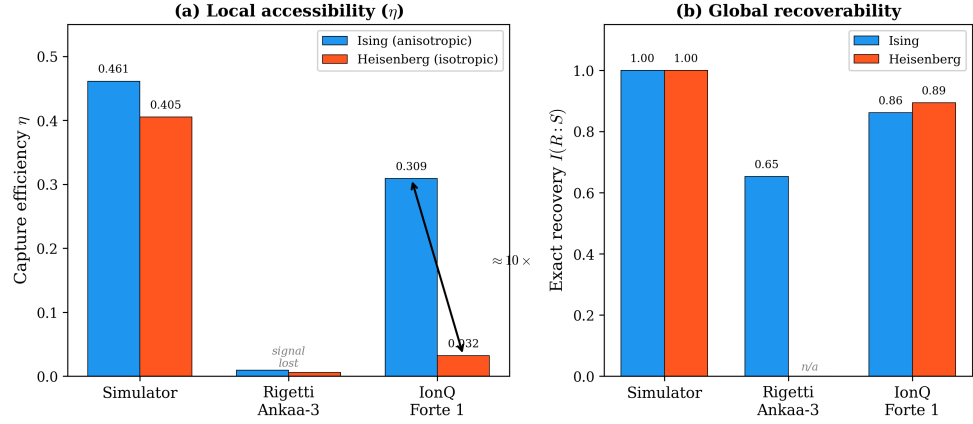 (a) Local accessibility (η)
Capture efficiency η
0.5
0.4
0.3
0.2
0.1
0.0
Ising (anisotropic)
Heisenberg (isotropic)
0.461
0.405
signal
lost
0.309
0.032
≈10×
Simulator
Rigetti
Ankaa-3
IonQ
Forte 1
(b) Global recoverability
Exact recovery I(R : S)
1.0
0.8
0.6
0.4
0.2
0.0
Ising
Heisenberg
1.00
1.00
0.65
n/a
0.86
0.89
Simulator
Rigetti
Ankaa-3
IonQ
Forte 1